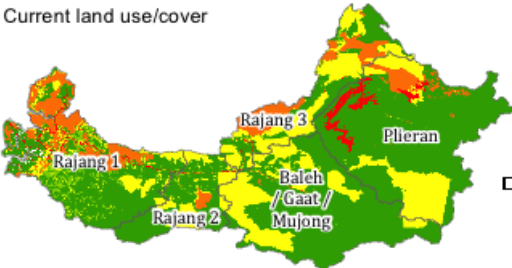 Current land use/cover
Rajang 3
Plieran
Rajang 1
Baleh
/ Gaat /
Mujong
Rajang 2